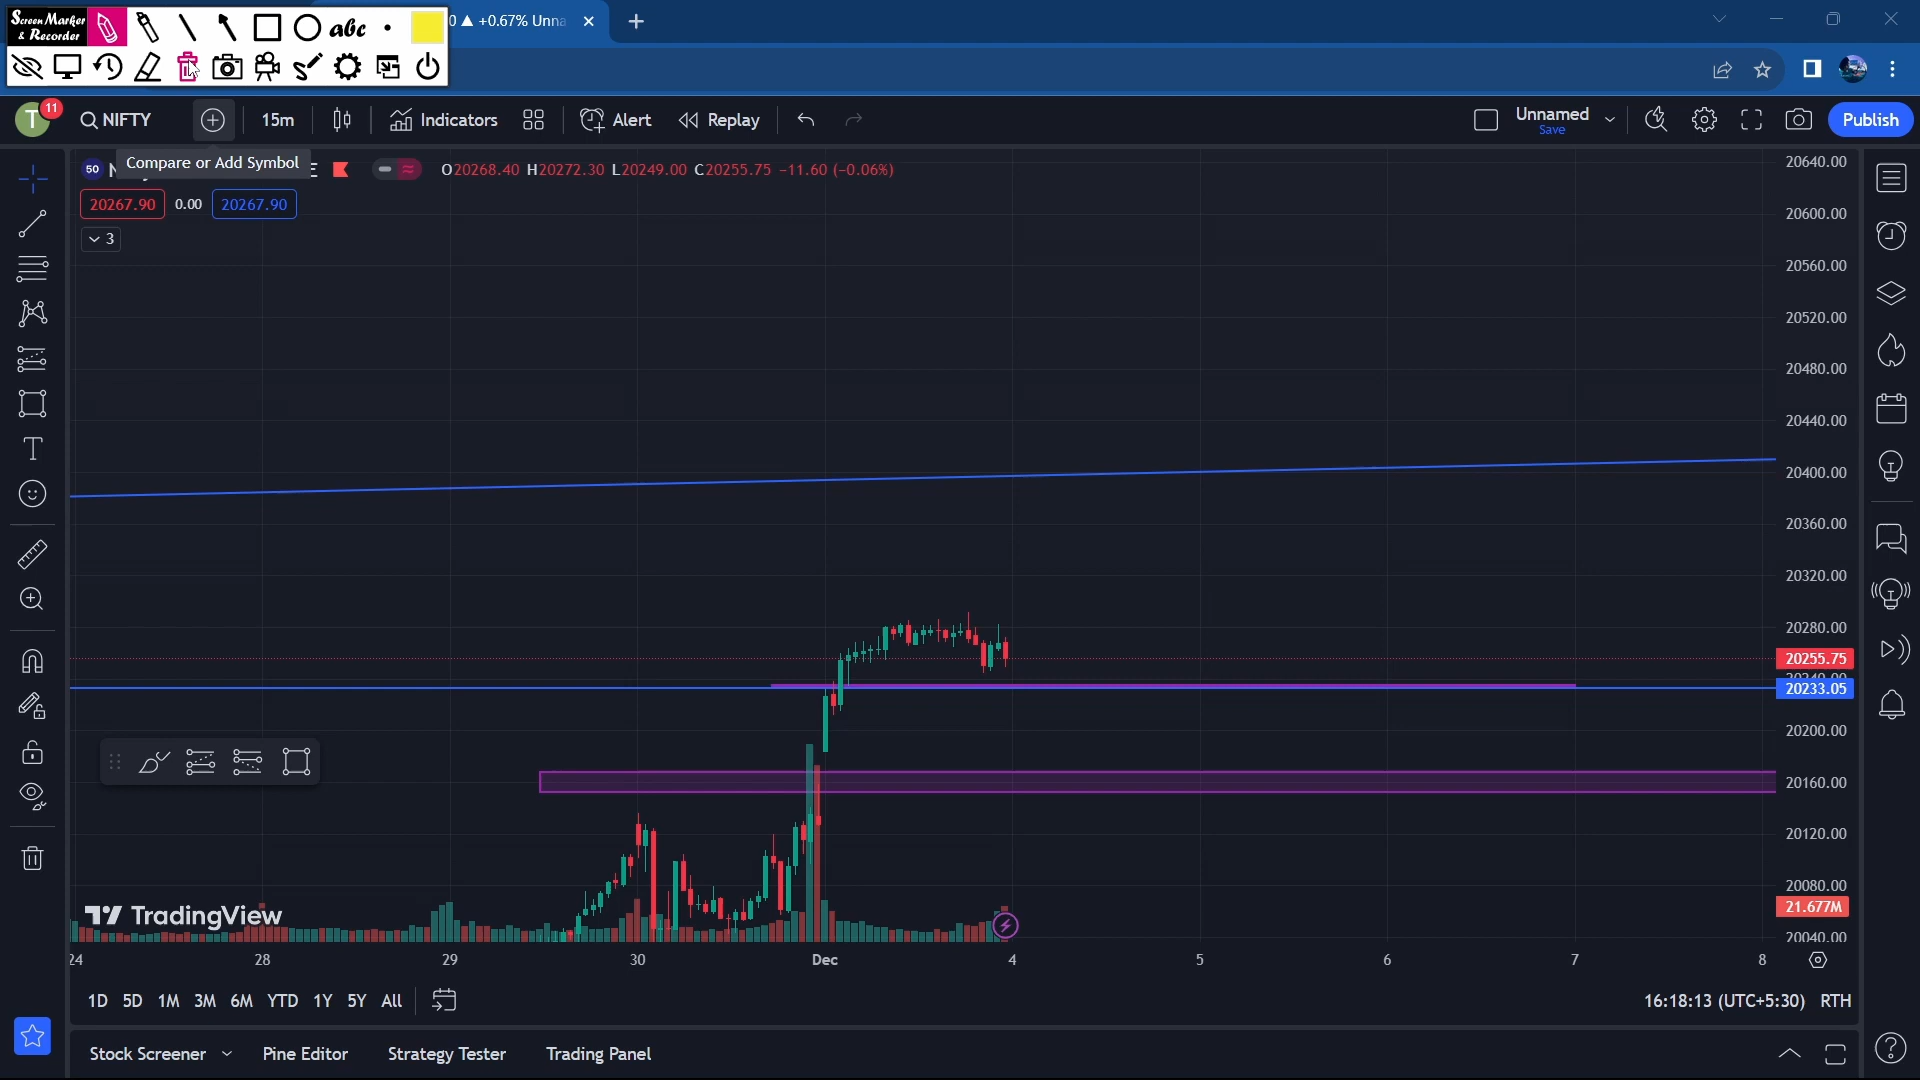 Screen Marker
& Recorder
abc
0 ▲ +0.67% Unna
T
11
NIFTY
15m
Indicators
Alert
Replay
Unnamed
Save
Publish
Compare or Add Symbol
50
E
O20268.40 H20272.30 L20249.00 C20255.75 −11.60 (−0.06%)
20267.90
0.00
20267.90
3
20640.00
20600.00
20560.00
20520.00
20480.00
20440.00
20400.00
20360.00
20320.00
20280.00
20255.75
20233.05
20200.00
20160.00
20120.00
20080.00
21.677M
20040.00
TradingView
24
28
29
30
Dec
4
5
6
7
8
1D 5D 1M 3M 6M YTD 1Y 5Y All
16:18:13 (UTC+5:30) RTH
Stock Screener
Pine Editor
Strategy Tester
Trading Panel